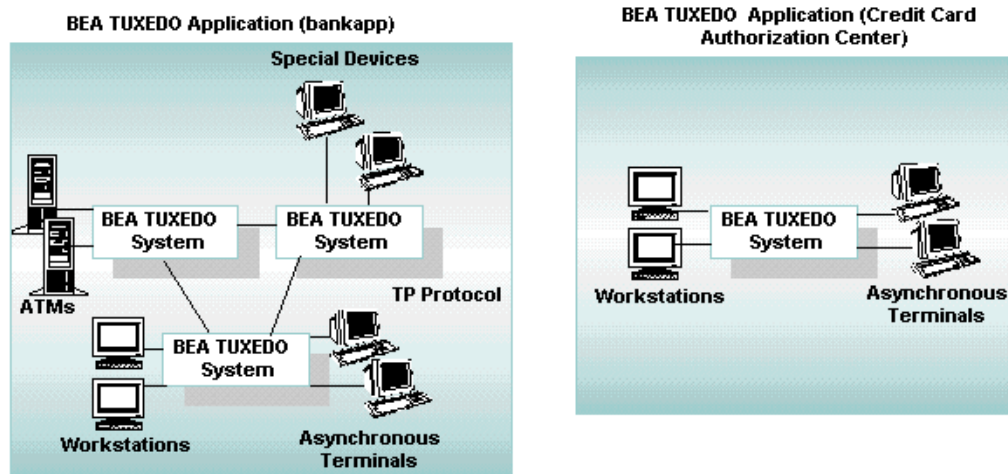 BEA TUXEDO Application (bankapp)
Special Devices
BEA TUXEDO
System
BEA TUXEDO
System
ATMs
TP Protocol
BEA TUXEDO
System
Workstations
Asynchronous
Terminals
BEA TUXEDO Application (Credit Card
Authorization Center)
BEA TUXEDO
System
Workstations
Asynchronous
Terminals